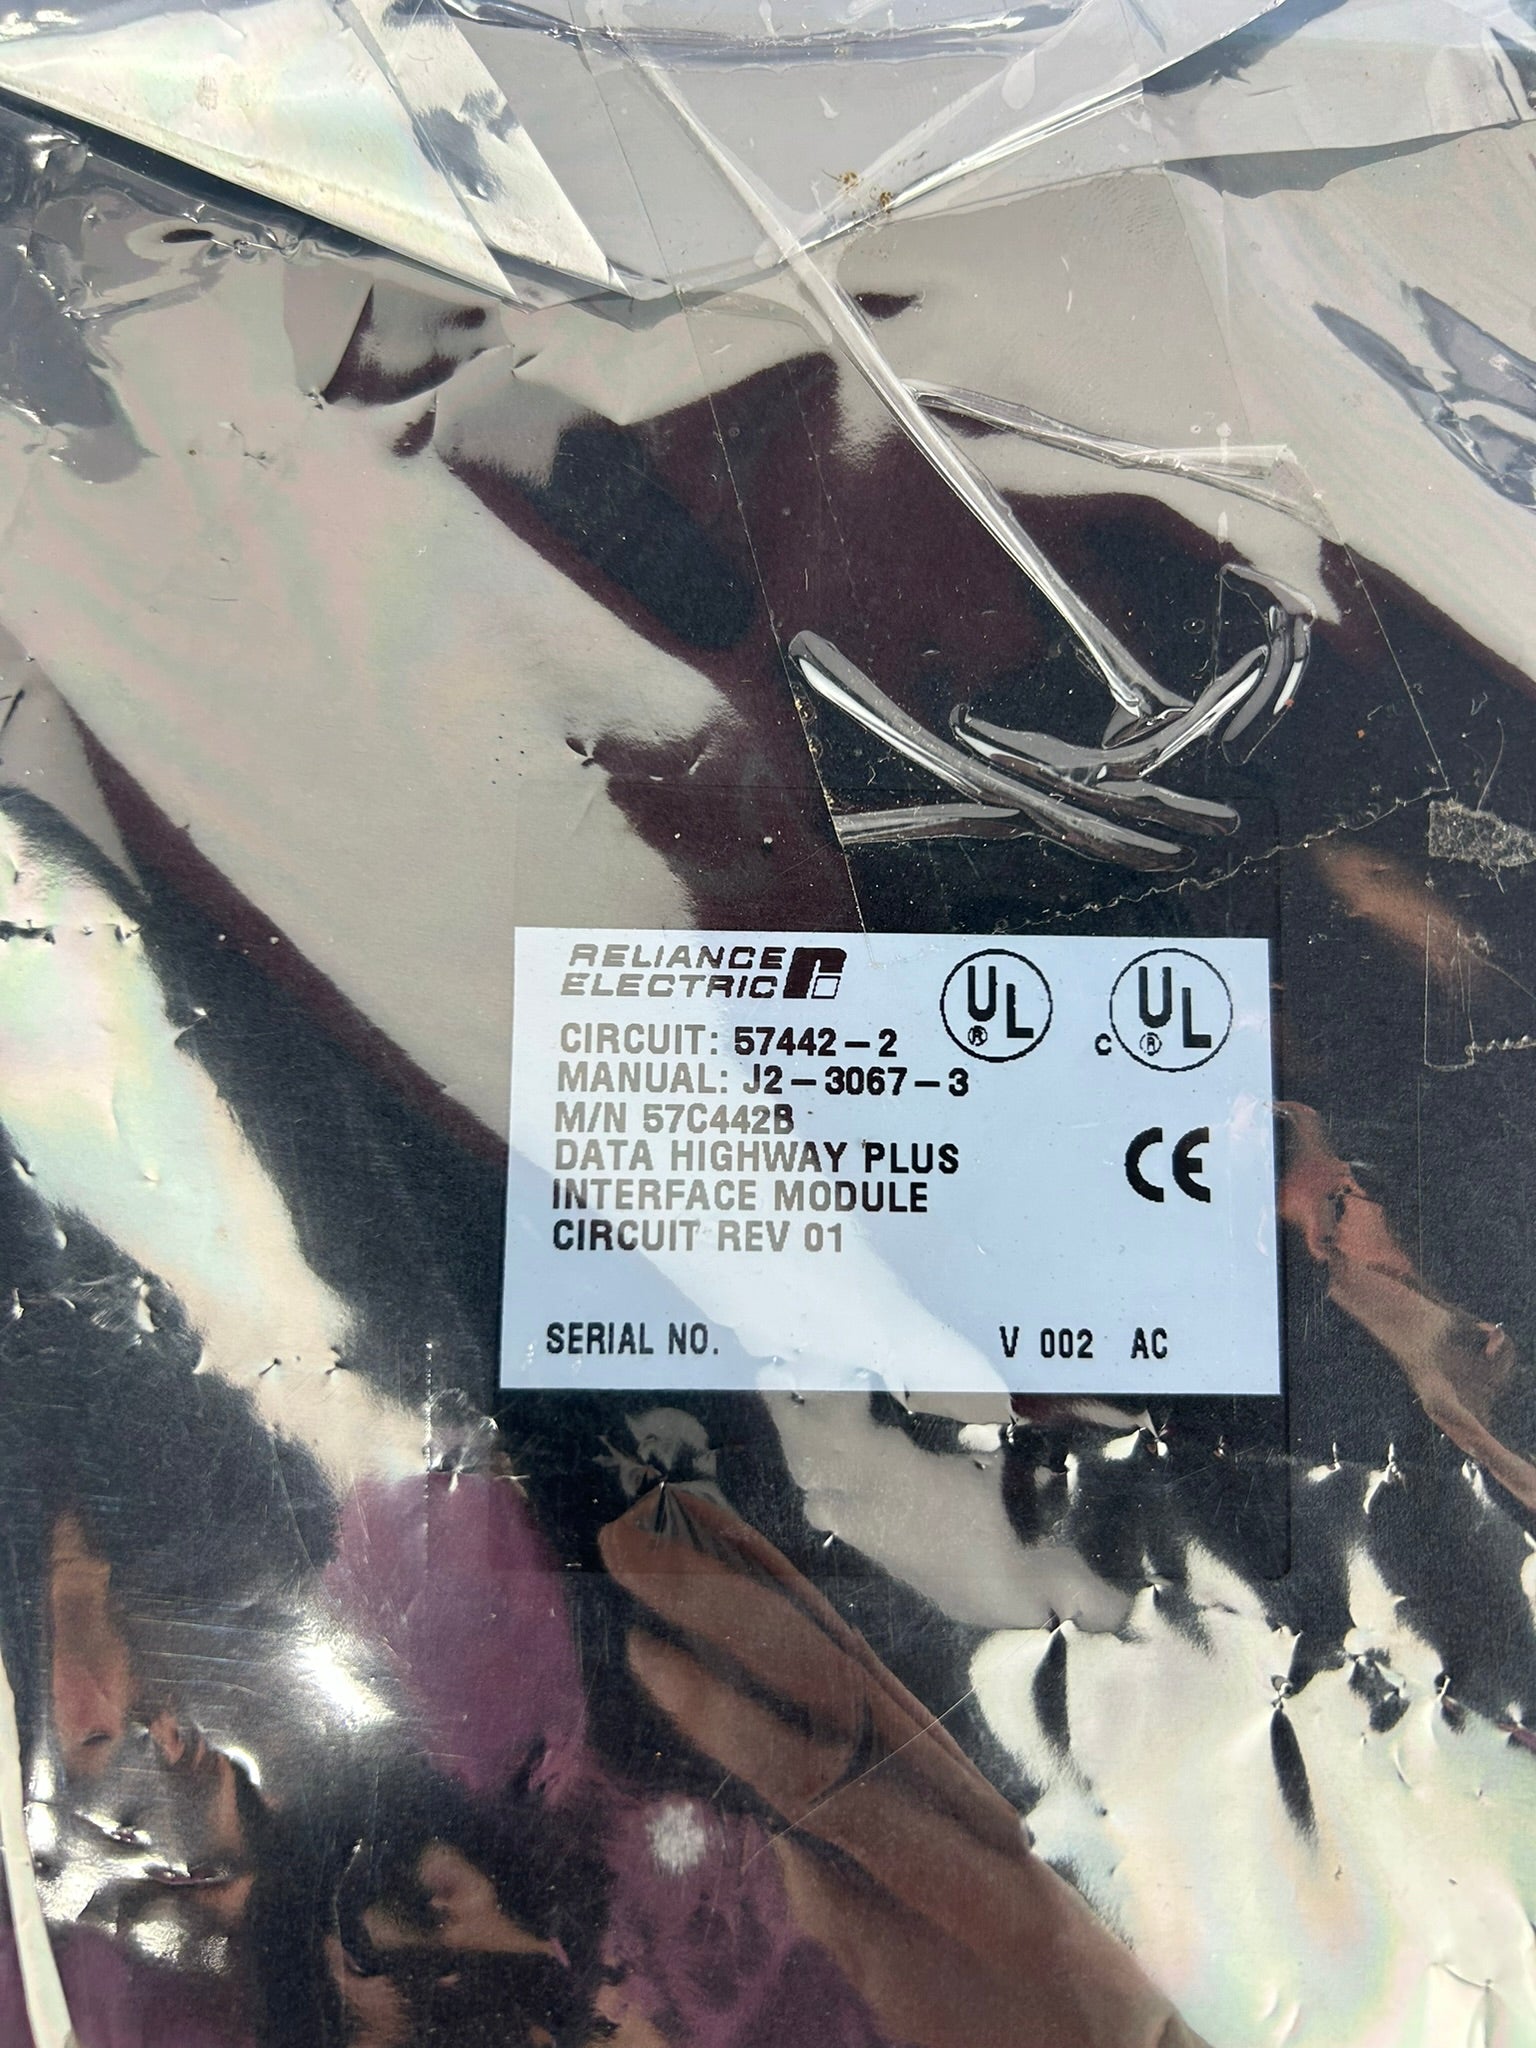 RELIANCE
ELECTRIC
UL ®
C UL ®
CIRCUIT: 57442-2
MANUAL: J2-3067-3
M/N 57C442B
DATA HIGHWAY PLUS
INTERFACE MODULE
CIRCUIT REV 01
CE
SERIAL NO. V 002 AC